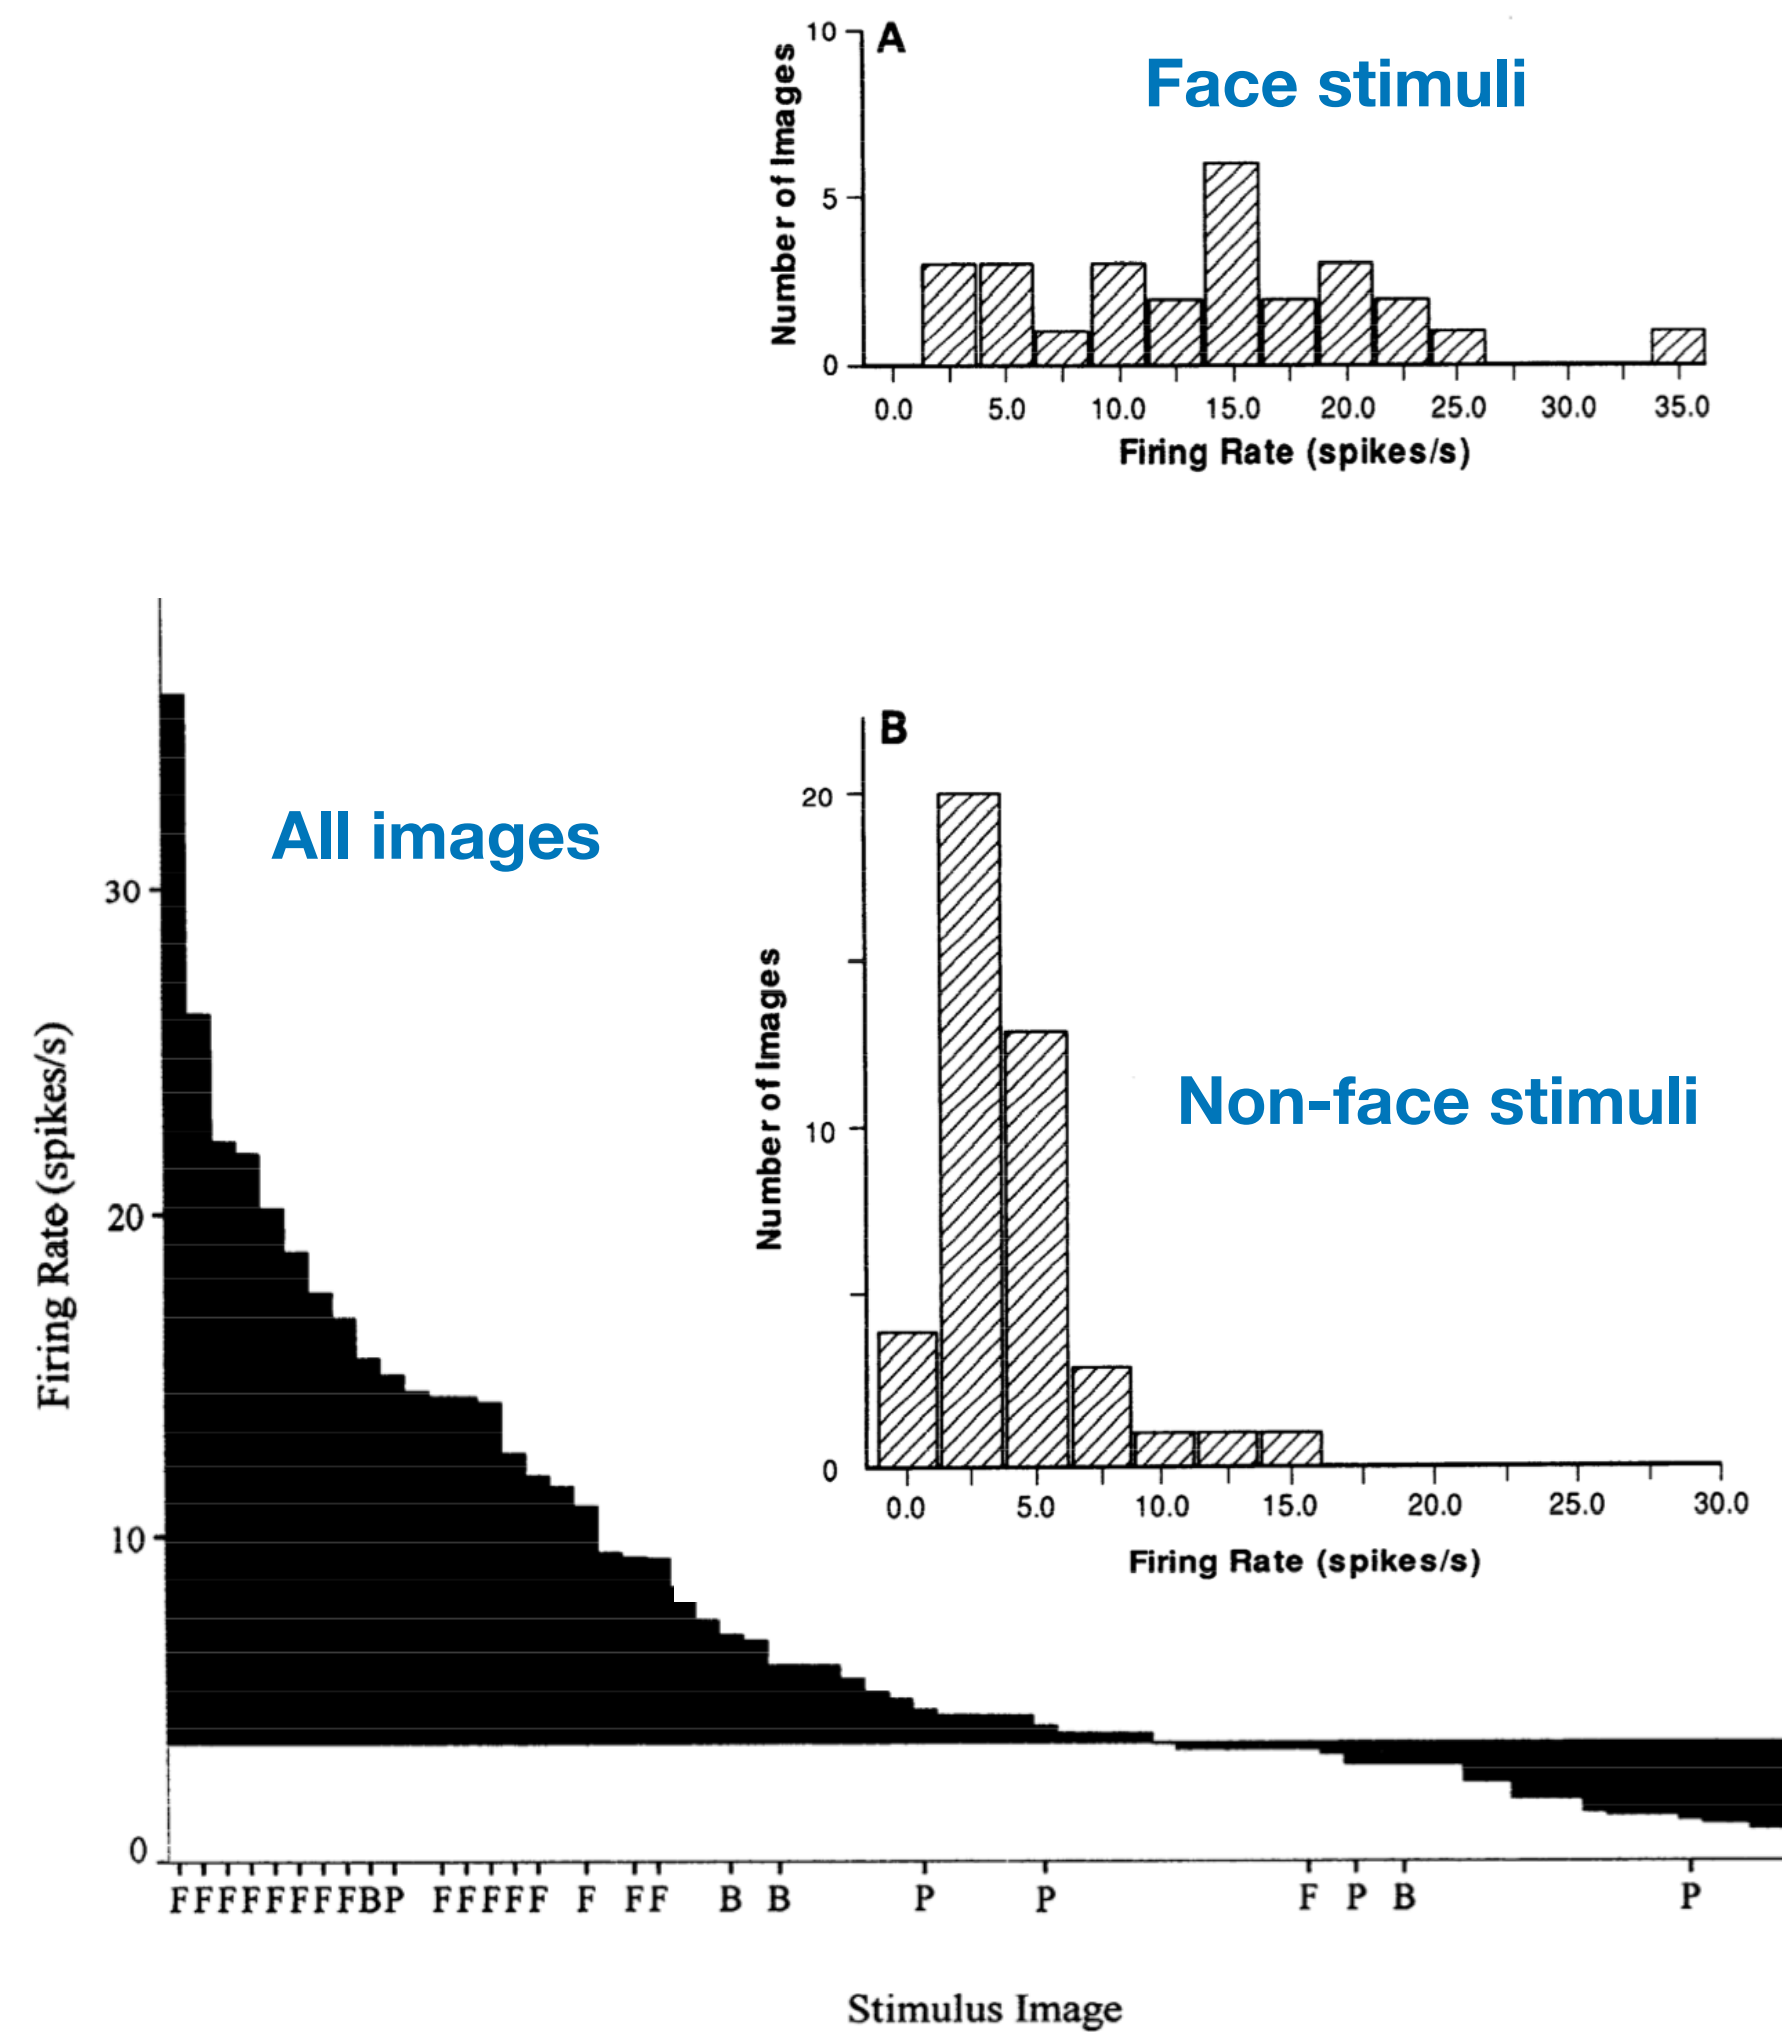 A
Face stimuli
Number of Images
10
5
0
0.0 5.0 10.0 15.0 20.0 25.0 30.0 35.0
Firing Rate (spikes/s)
All images
Firing Rate (spikes/s)
30
20
10
0
B
Non-face stimuli
Number of Images
20
10
0
0.0 5.0 10.0 15.0 20.0 25.0 30.0
Firing Rate (spikes/s)
FFFFFFFFBP FFFFF F FF B B P P F P B P
Stimulus Image